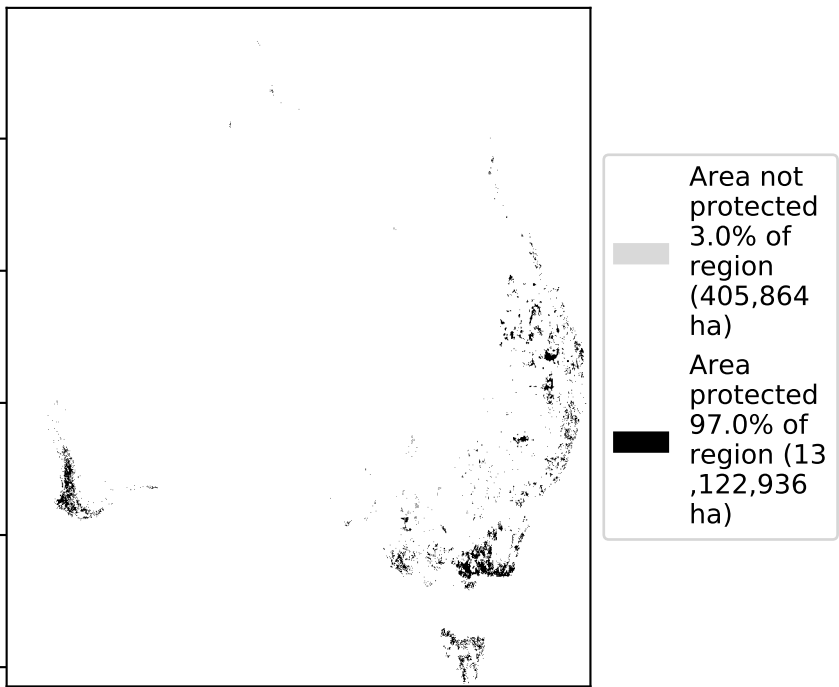 Area not
protected
3.0% of
region
(405,864
ha)
Area
protected
97.0% of
region (13
,122,936
ha)